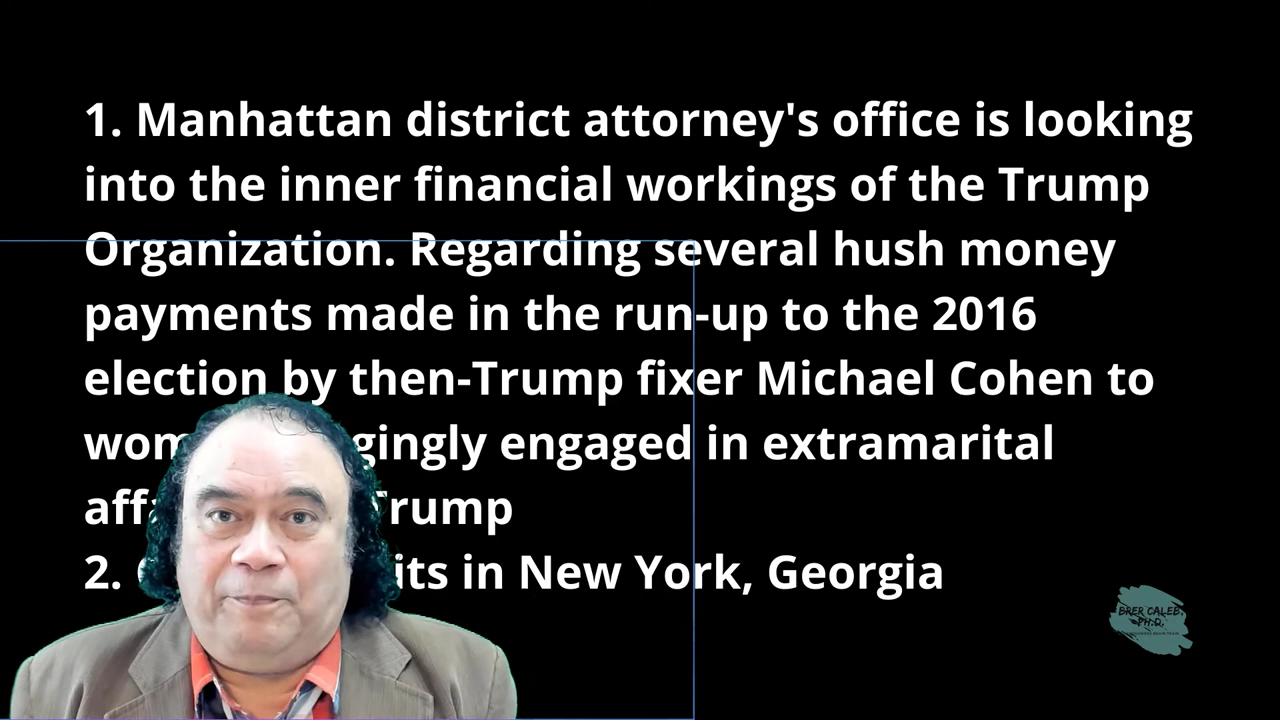 1. Manhattan district attorney's office is looking
into the inner financial workings of the Trump
Organization. Regarding several hush money
payments made in the run-up to the 2016
election by then-Trump fixer Michael Cohen to
engaged in extramarital
Trump
2. in New York, Georgia
BRER CALEB,
PH.D.